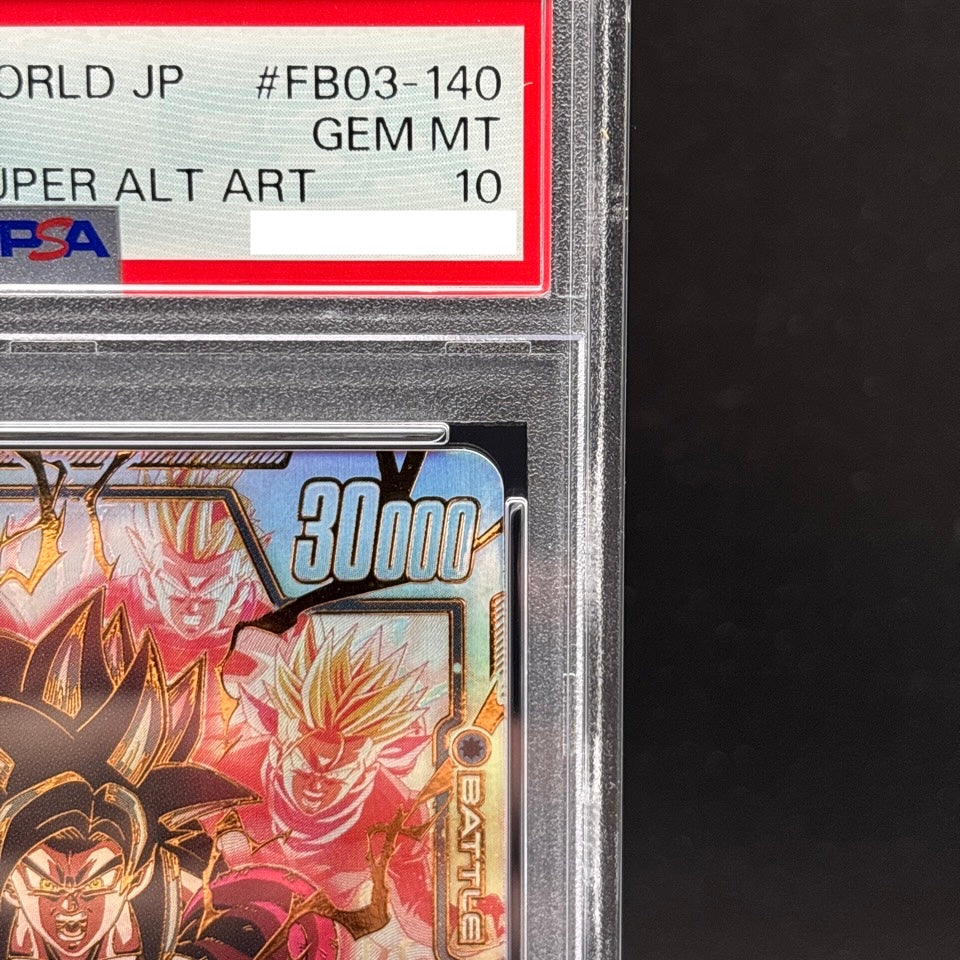 ORLD JP #FB03-140
GEM MT
UPER ALT ART 10
PSA
30000
BATTLE